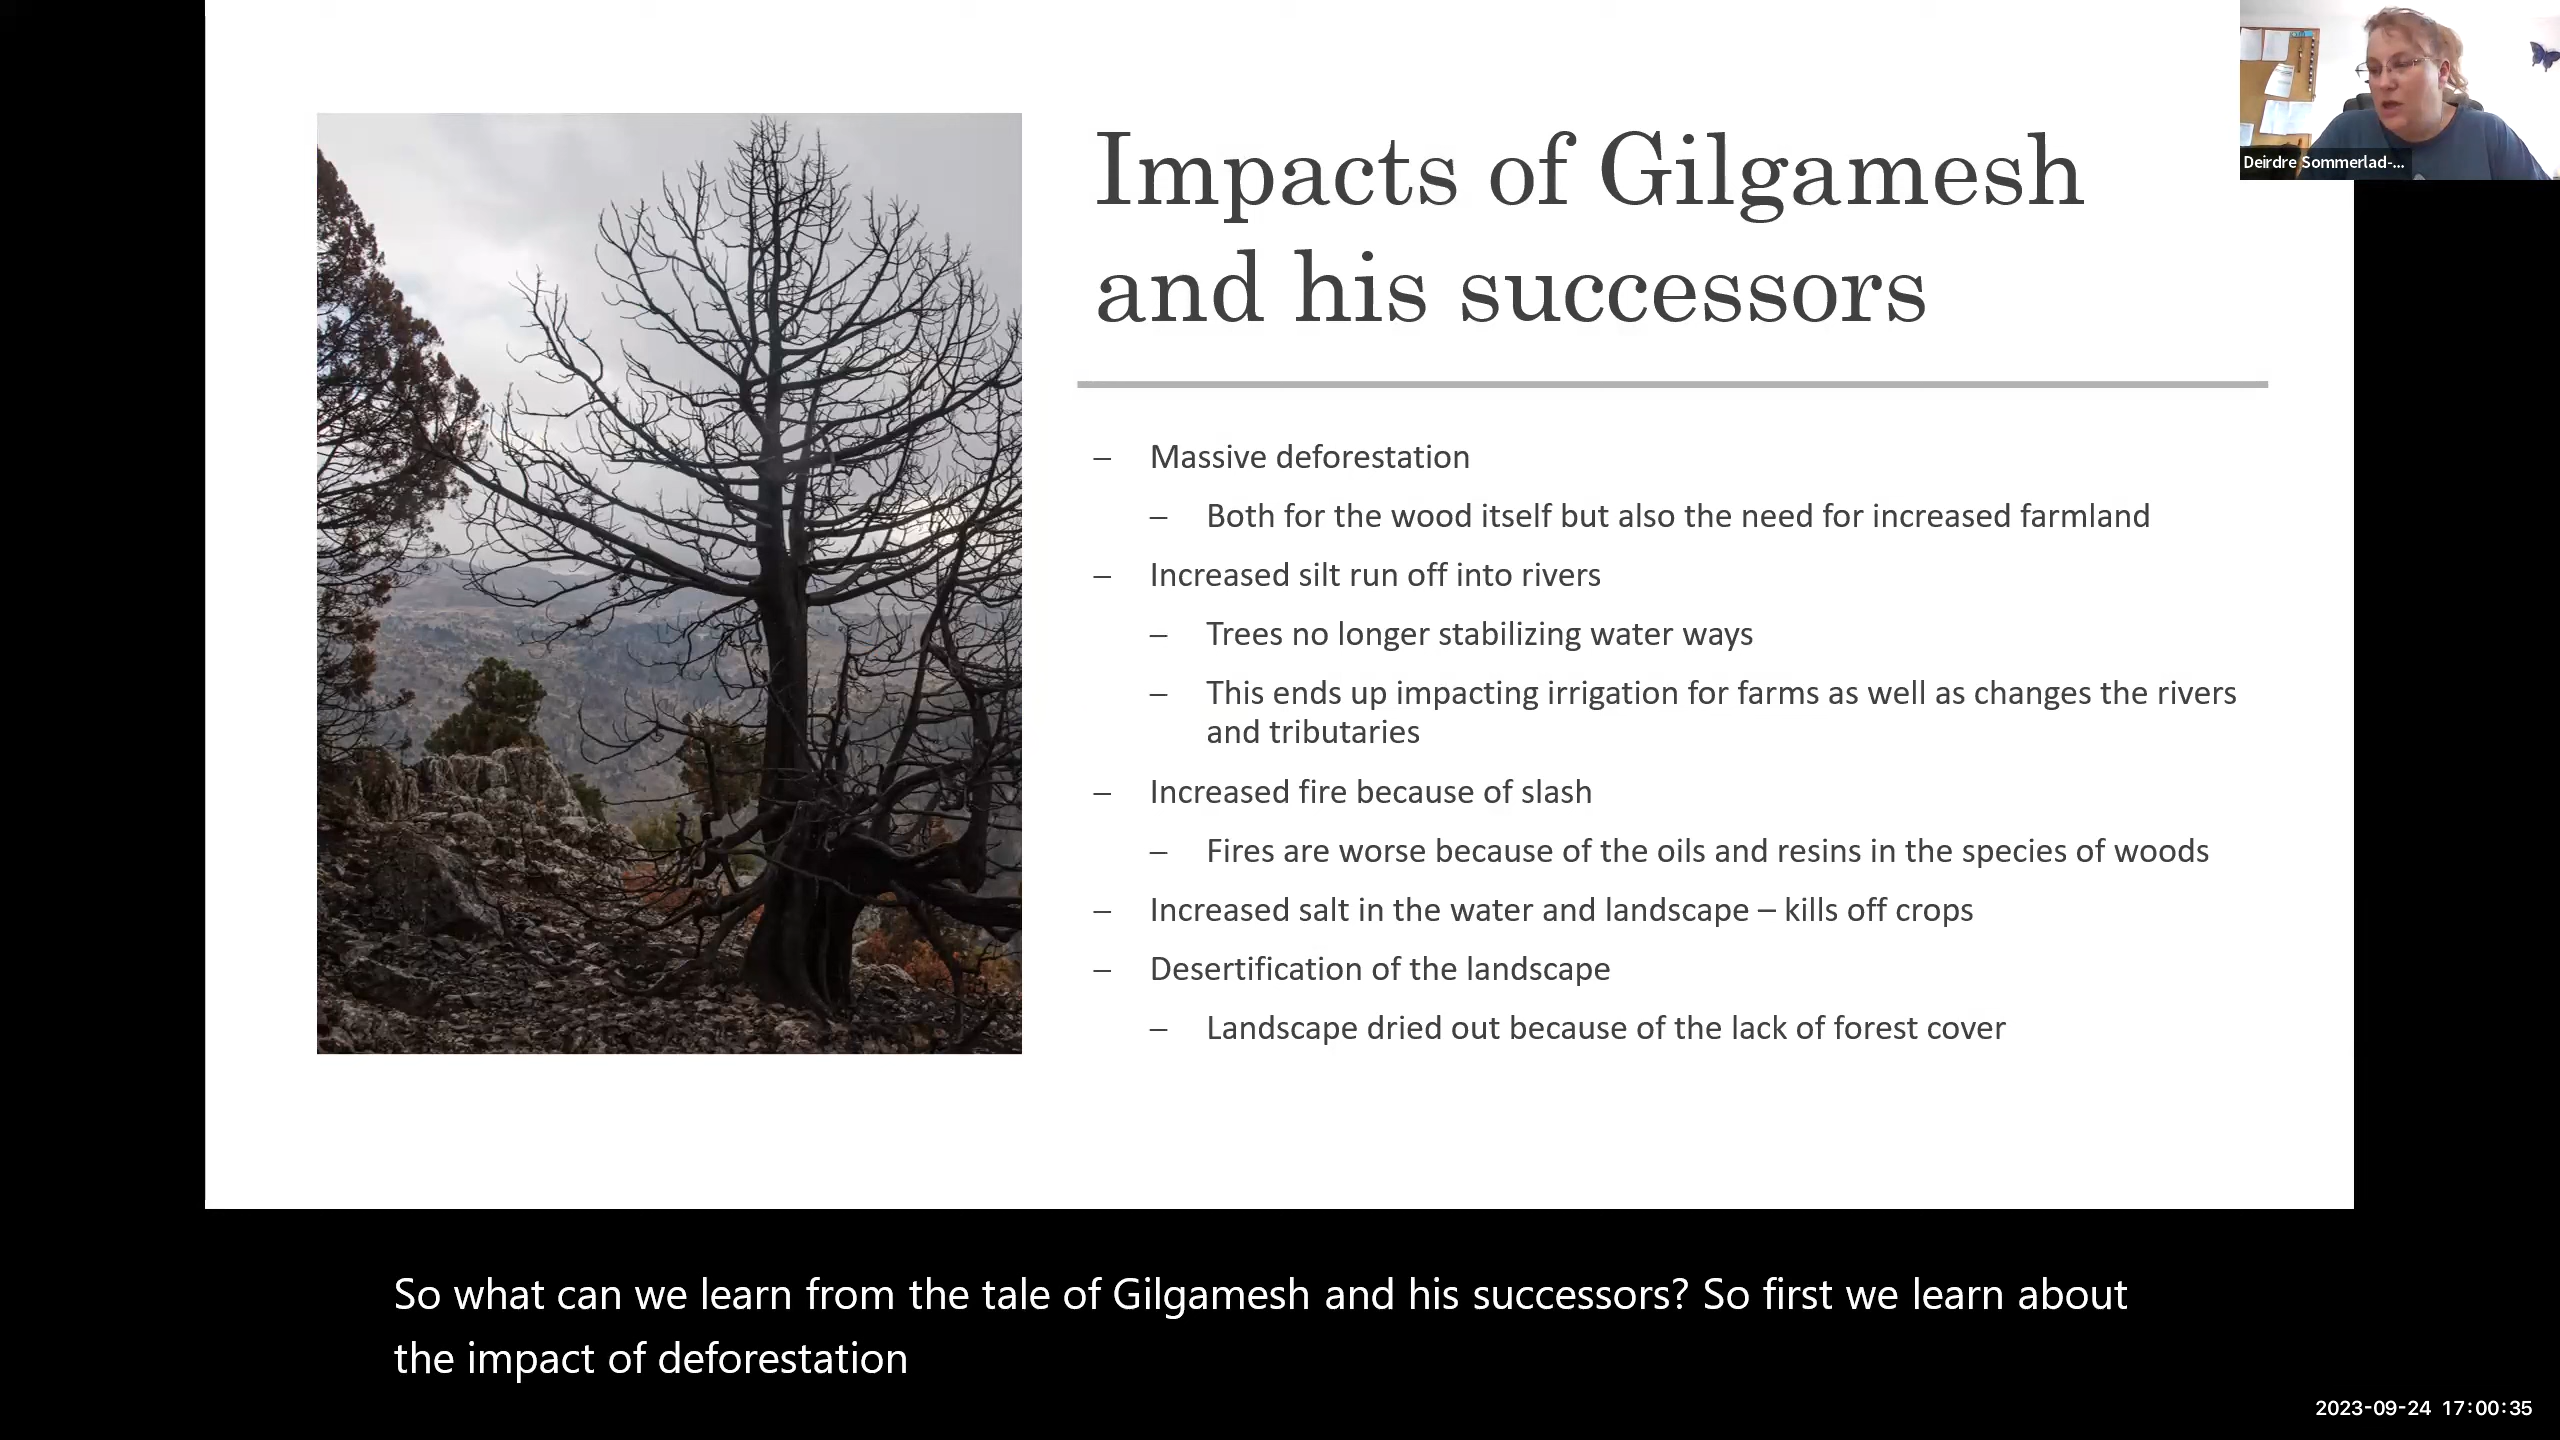 Deirdre Sommerlad-...
Impacts of Gilgamesh
and his successors
– Massive deforestation
– Both for the wood itself but also the need for increased farmland
– Increased silt run off into rivers
– Trees no longer stabilizing water ways
– This ends up impacting irrigation for farms as well as changes the rivers
and tributaries
– Increased fire because of slash
– Fires are worse because of the oils and resins in the species of woods
– Increased salt in the water and landscape – kills off crops
– Desertification of the landscape
– Landscape dried out because of the lack of forest cover
So what can we learn from the tale of Gilgamesh and his successors? So first we learn about
the impact of deforestation
2023-09-24 17:00:35